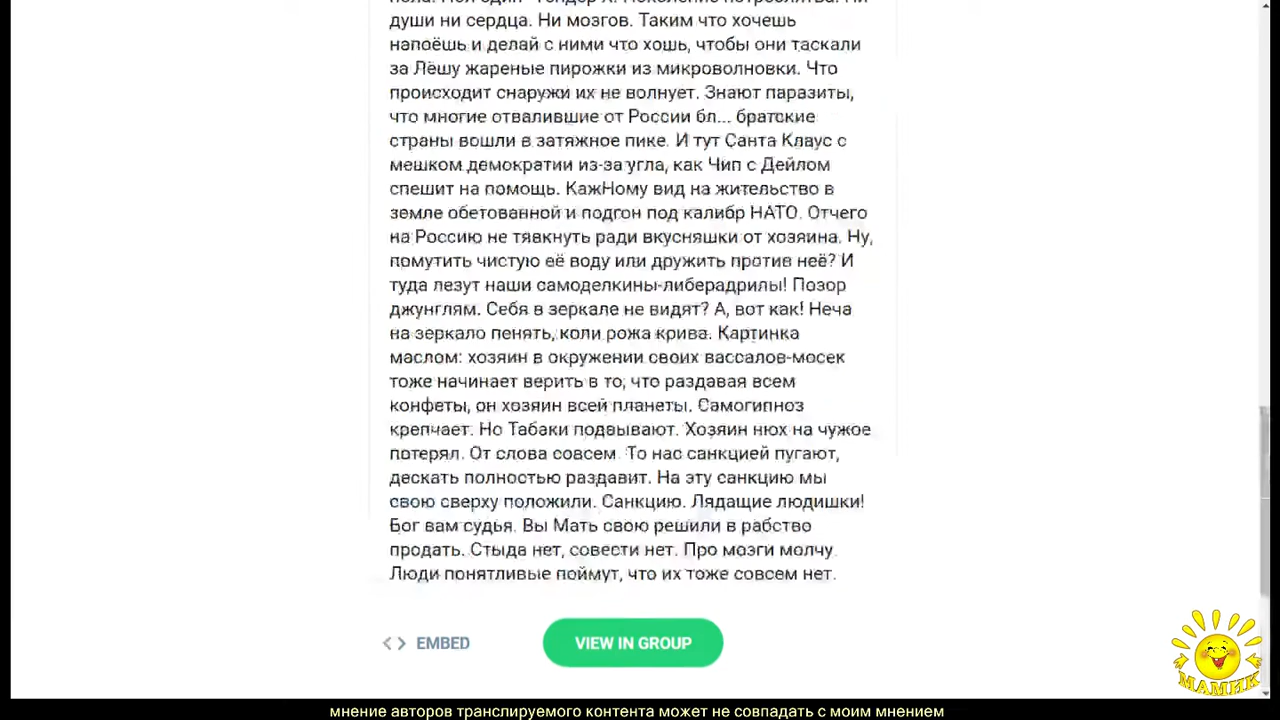 души ни сердца. Ни мозгов. Таким что хочешь
напоёшь и делай с ними что хошь, чтобы они таскали
за Лёшу жареные пирожки из микроволновки. Что
происходит снаружи их не волнует. Знают паразиты,
что многие отвалившие от России бл... братские
страны вошли в затяжное пике. И тут Санта Клаус с
мешком демократии из-за угла, как Чип с Дейлом
спешит на помощь. КажНому вид на жительство в
земле обетованной и подгон под калибр НАТО. Отчего
на Россию не тявкнуть ради вкусняшки от хозяина. Ну,
помутить чистую её воду или дружить против неё? И
туда лезут наши самоделкины-либерадрилы! Позор
джунглям. Себя в зеркале не видят? А, вот как! Неча
на зеркало пенять, коли рожа крива. Картинка
маслом: хозяин в окружении своих вассалов-мосек
тоже начинает верить в то, что раздавая всем
конфеты, он хозяин всей планеты. Самогипноз
крепчает. Но Табаки подвывают. Хозяин нюх на чужое
потерял. От слова совсем. То нас санкцией пугают,
дескать полностью раздавит. На эту санкцию мы
свою сверху положили. Санкцию. Лядащие людишки!
Бог вам судья. Вы Мать свою решили в рабство
продать. Стыда нет, совести нет. Про мозги молчу.
Люди понятливые поймут, что их тоже совсем нет.
<> EMBED
VIEW IN GROUP
МАМИК
мнение авторов транслируемого контента может не совпадать с моим мнением